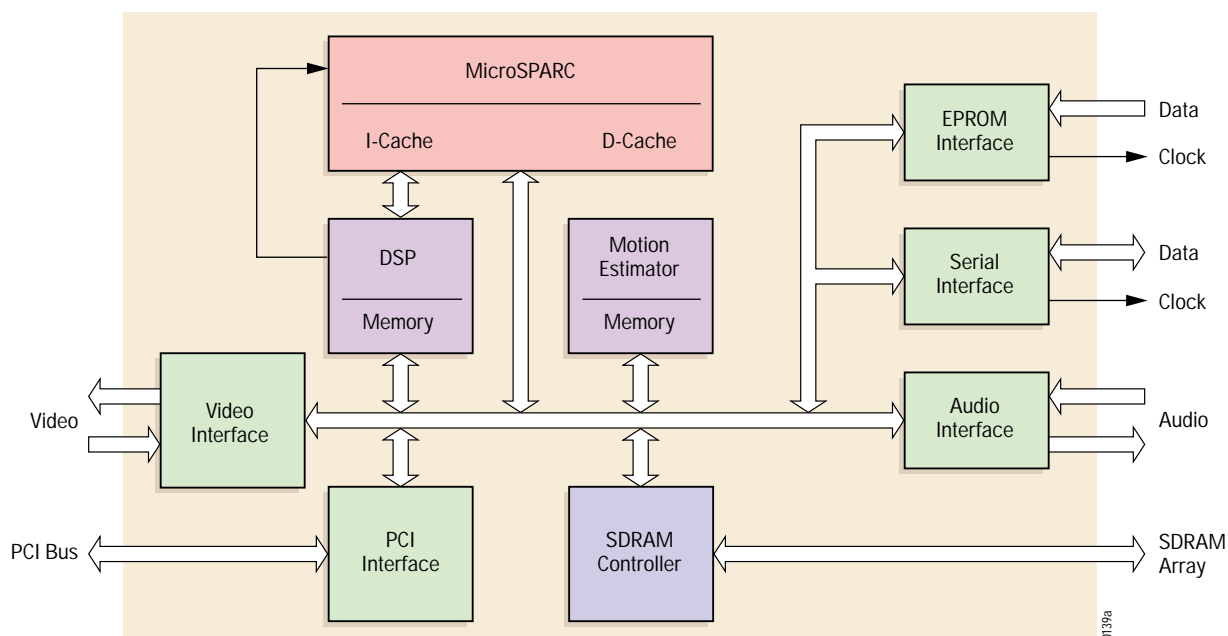 MicroSPARC
I-Cache D-Cache
EPROM
Interface
Data
Clock
DSP
Memory
Motion
Estimator
Memory
Serial
Interface
Data
Clock
Video
Video
Interface
Audio
Interface
Audio
PCI Bus
PCI
Interface
SDRAM
Controller
SDRAM
Array